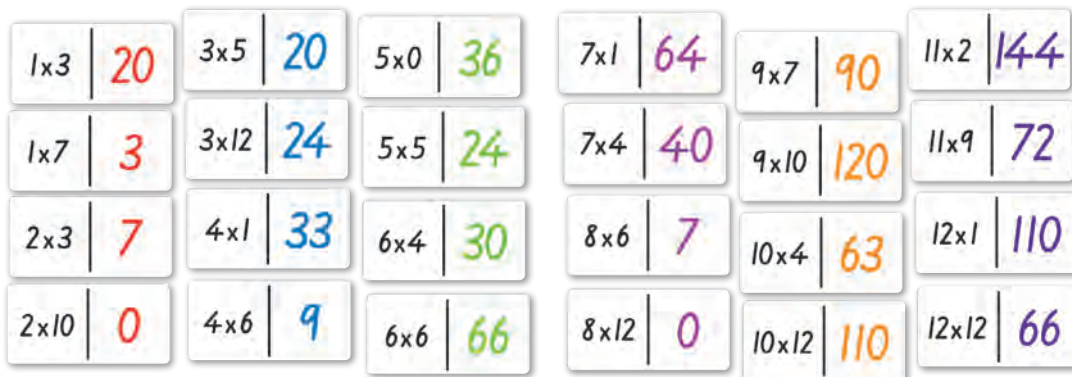 1x3 | 20
1x7 | 3
2x3 | 7
2x10 | 0
3x5 | 20
3x12 | 24
4x1 | 33
4x6 | 9
5x0 | 36
5x5 | 24
6x4 | 30
6x6 | 66
7x1 | 64
7x4 | 40
8x6 | 7
8x12 | 0
9x7 | 90
9x10 | 120
10x4 | 63
10x12 | 110
11x2 | 144
11x9 | 72
12x1 | 110
12x12 | 66